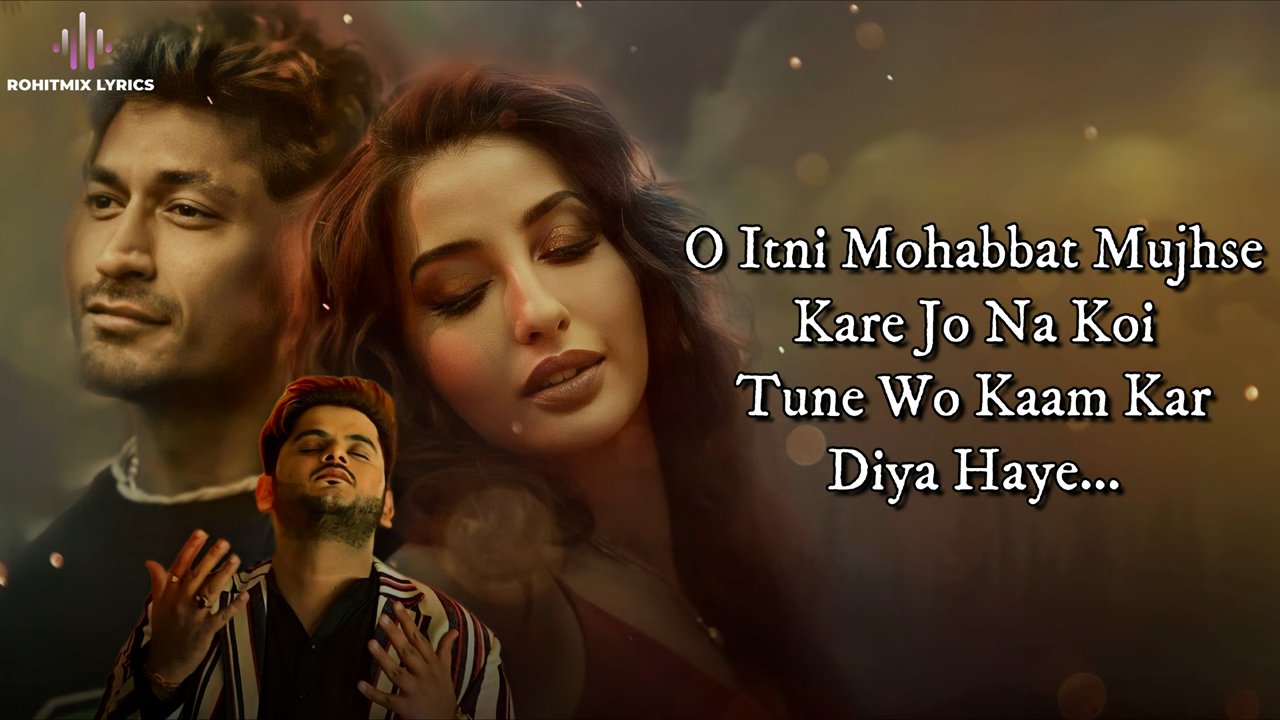 ROHITMIX LYRICS
O Itni Mohabbat Mujhse
Kare Jo Na Koi
Tune Wo Kaam Kar
Diya Haye...